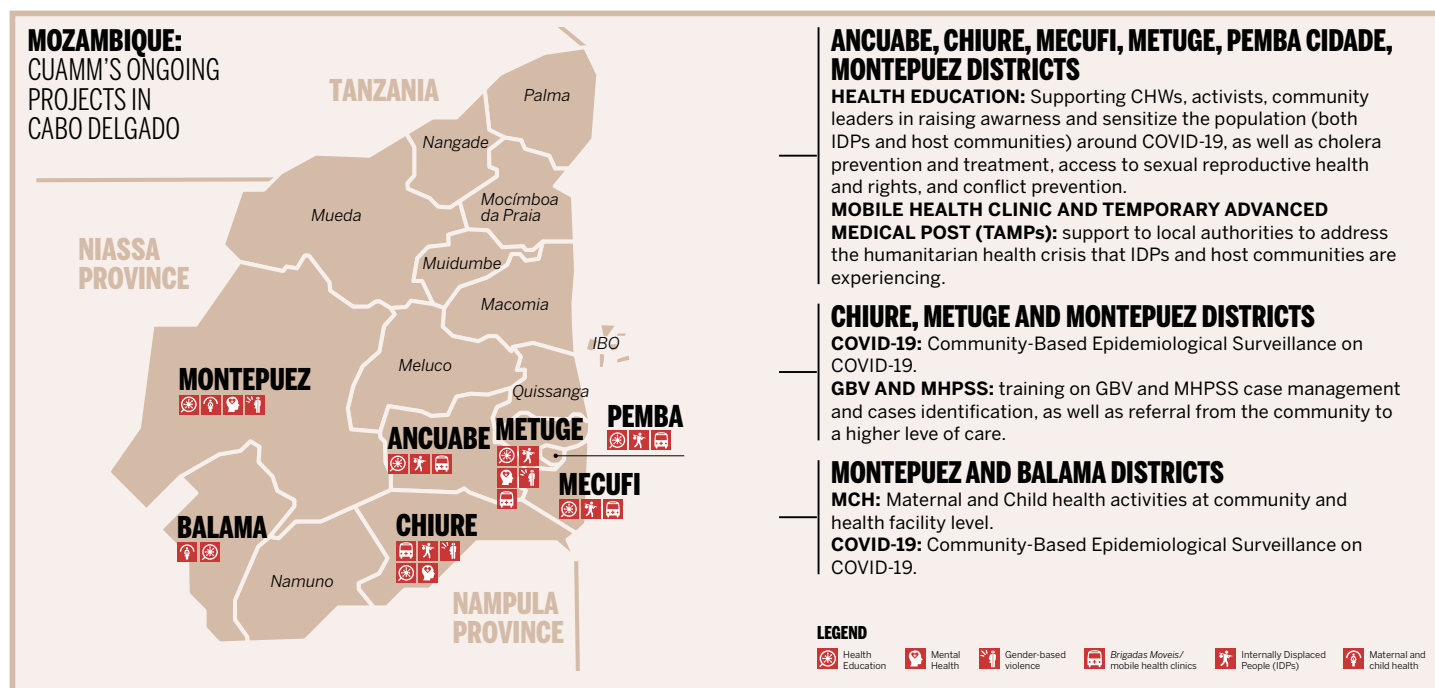 MOZAMBIQUE:
CUAMM'S ONGOING
PROJECTS IN
CABO DELGADO
TANZANIA
Palma
Nangade
Mocímboa
da Praia
Mueda
NIASSA
PROVINCE
Muidumbe
Macomia
IBO
Meluco
Quissanga
MONTEPUEZ
PEMBA
METUGE
ANCUABE
MECUFI
BALAMA
CHIURE
Namuno
NAMPULA
PROVINCE
ANCUABE, CHIURE, MECUFI, METUGE, PEMBA CIDADE,
MONTEPUEZ DISTRICTS
HEALTH EDUCATION: Supporting CHWs, activists, community
leaders in raising awarness and sensitize the population (both
IDPs and host communities) around COVID-19, as well as cholera
prevention and treatment, access to sexual reproductive health
and rights, and conflict prevention.
MOBILE HEALTH CLINIC AND TEMPORARY ADVANCED
MEDICAL POST (TAMPs): support to local authorities to address
the humanitarian health crisis that IDPs and host communities are
experiencing.
CHIURE, METUGE AND MONTEPUEZ DISTRICTS
COVID-19: Community-Based Epidemiological Surveillance on
COVID-19.
GBV AND MHPSS: training on GBV and MHPSS case management
and cases identification, as well as referral from the community to
a higher leve of care.
MONTEPUEZ AND BALAMA DISTRICTS
MCH: Maternal and Child health activities at community and
health facility level.
COVID-19: Community-Based Epidemiological Surveillance on
COVID-19.
LEGEND
Health
Education
Mental
Health
Gender-based
violence
Brigadas Moveis/
mobile health clinics
Internally Displaced
People (IDPs)
Maternal and
child health